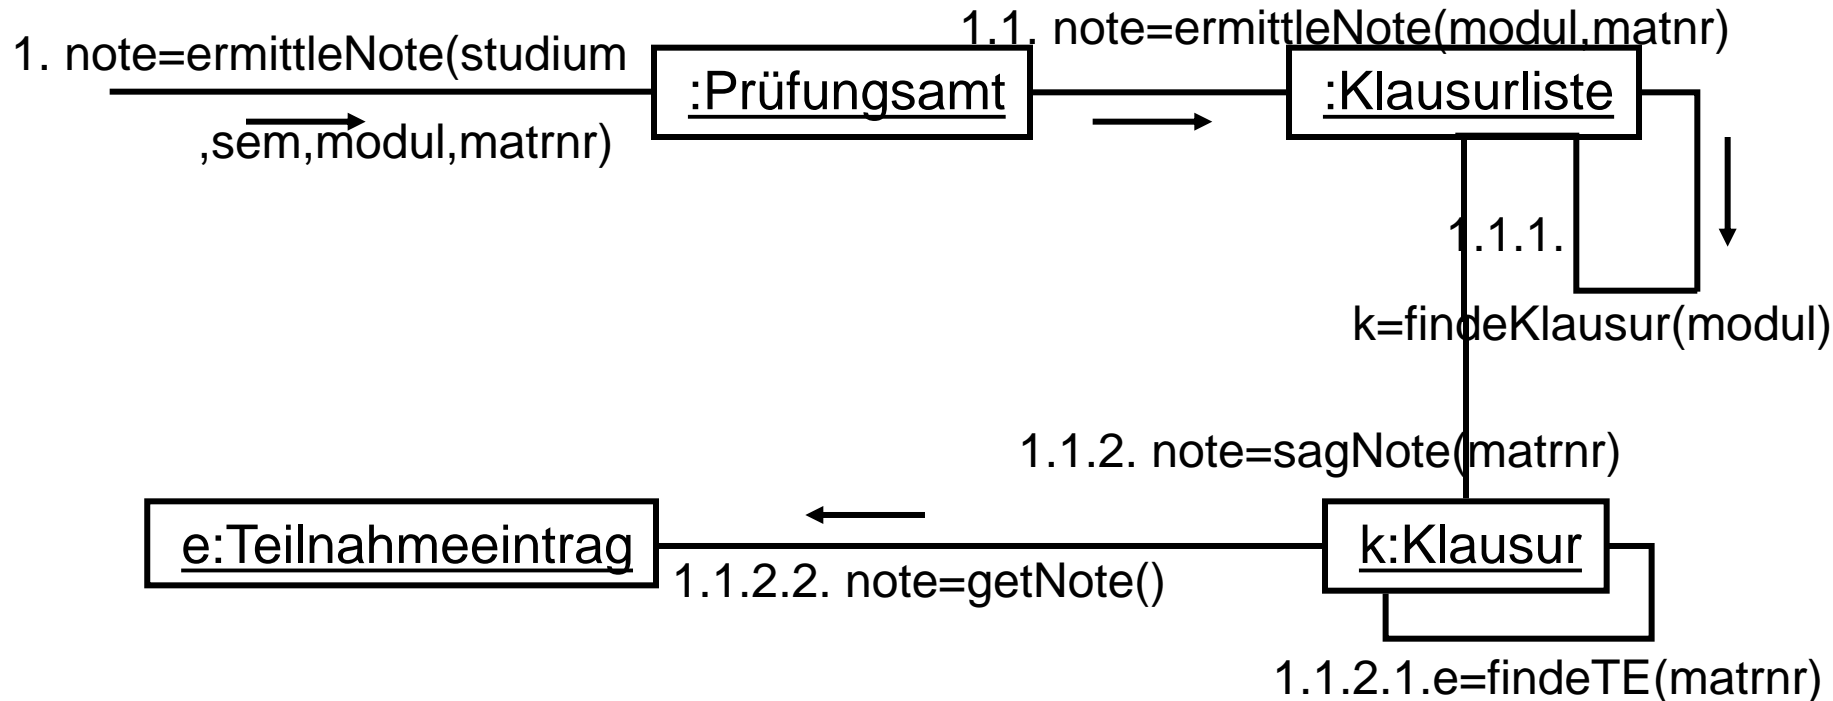 1. note=ermittleNote(studium
,sem,modul,matrnr)
:Prüfungsamt
1.1. note=ermittleNote(modul,matnr)
:Klausurliste
1.1.1.
k=findeKlausur(modul)
1.1.2. note=sagNote(matrnr)
e:Teilnahmeeintrag
1.1.2.2. note=getNote()
k:Klausur
1.1.2.1.e=findeTE(matrnr)